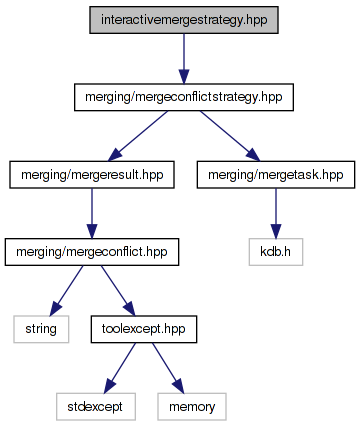 interactivemergestrategy.hpp
merging/mergeconflictstrategy.hpp
merging/mergeresult.hpp
merging/mergetask.hpp
merging/mergeconflict.hpp
kdb.h
string
toolexcept.hpp
stdexcept
memory